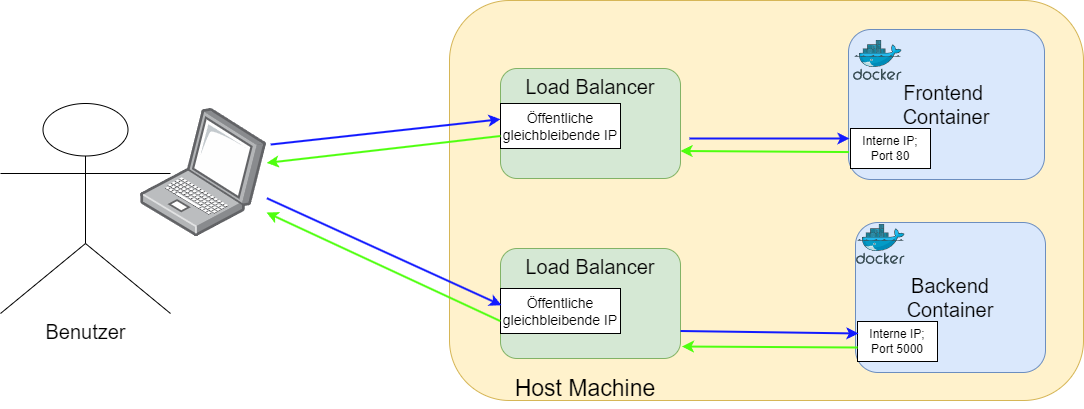 Benutzer
Load Balancer
Öffentliche
gleichbleibende IP
Load Balancer
Öffentliche
gleichbleibende IP
docker
Frontend
Container
Interne IP;
Port 80
docker
Backend
Container
Interne IP;
Port 5000
Host Machine